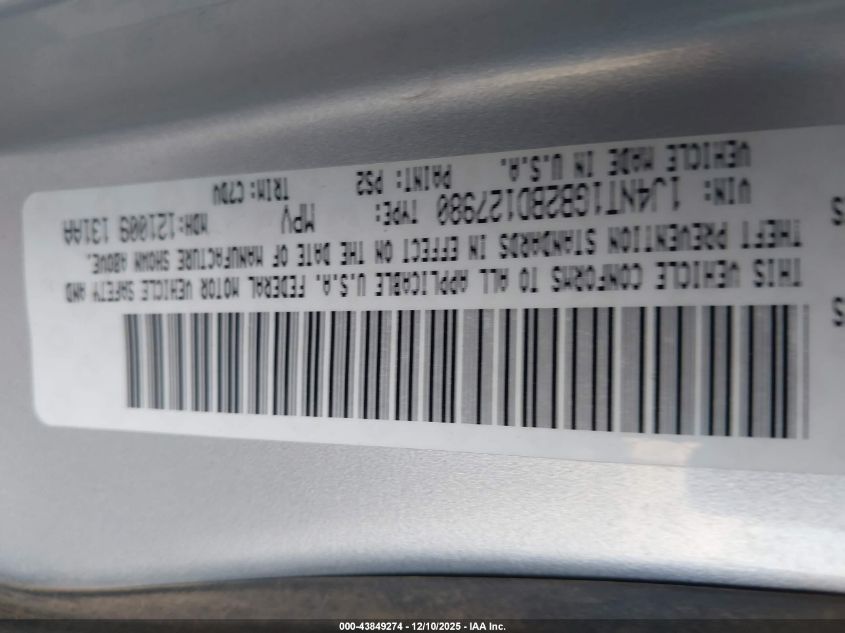 THIS VEHICLE CONFORMS TO ALL APPLICABLE U.S.A. FEDERAL MOTOR VEHICLE SAFETY AND
THEFT PREVENTION STANDARDS IN EFFECT ON THE DATE OF MANUFACTURE SHOWN ABOVE.
VIN: 1J4NT1GB2BD127980 TYPE: MPV MDH:121009 131AA
VEHICLE MADE IN U.S.A. PAINT: PS2 TRIM: C7DV
000-43849274 - 12/10/2025 - IAA Inc.